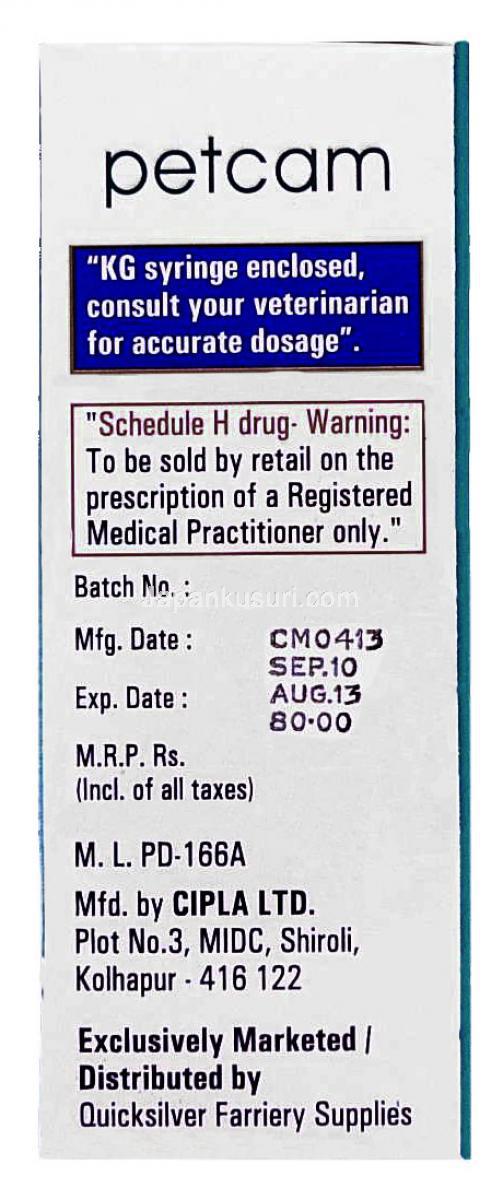 petcam
"KG syringe enclosed,
consult your veterinarian
for accurate dosage".
"Schedule H drug- Warning:
To be sold by retail on the
prescription of a Registered
Medical Practitioner only."
Batch No. :
Japankusuri.com
Mfg. Date : CM0413
SEP.10
Exp. Date : AUG.13
80.00
M.R.P. Rs.
(Incl. of all taxes)
M. L. PD-166A
Mfd. by CIPLA LTD.
Plot No.3, MIDC, Shiroli,
Kolhapur - 416 122
Exclusively Marketed /
Distributed by
Quicksilver Farriery Supplies